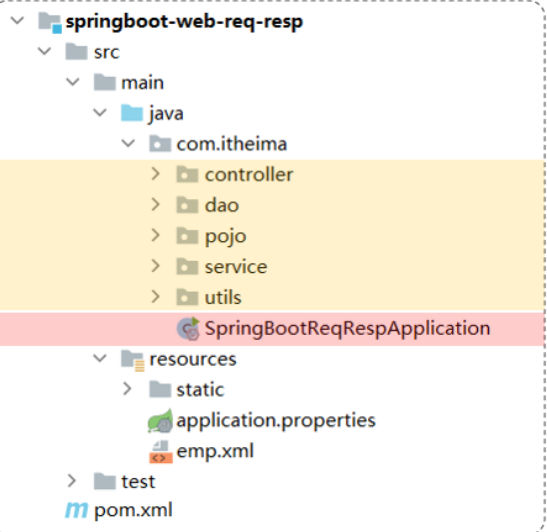 springboot-web-req-resp
src
main
java
com.itheima
controller
dao
pojo
service
utils
SpringBootReqRespApplication
resources
static
application.properties
emp.xml
test
m pom.xml